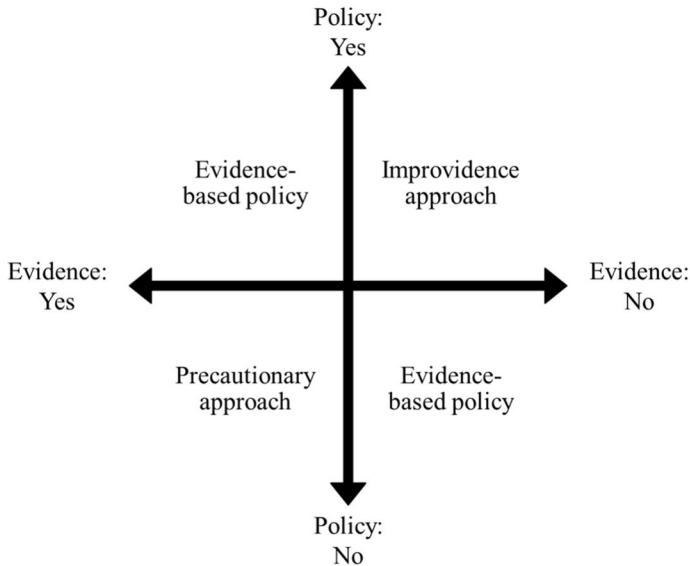 Policy:
Yes
Evidence-
based policy
Improvidence
approach
Evidence:
Yes
Evidence:
No
Precautionary
approach
Evidence-
based policy
Policy:
No